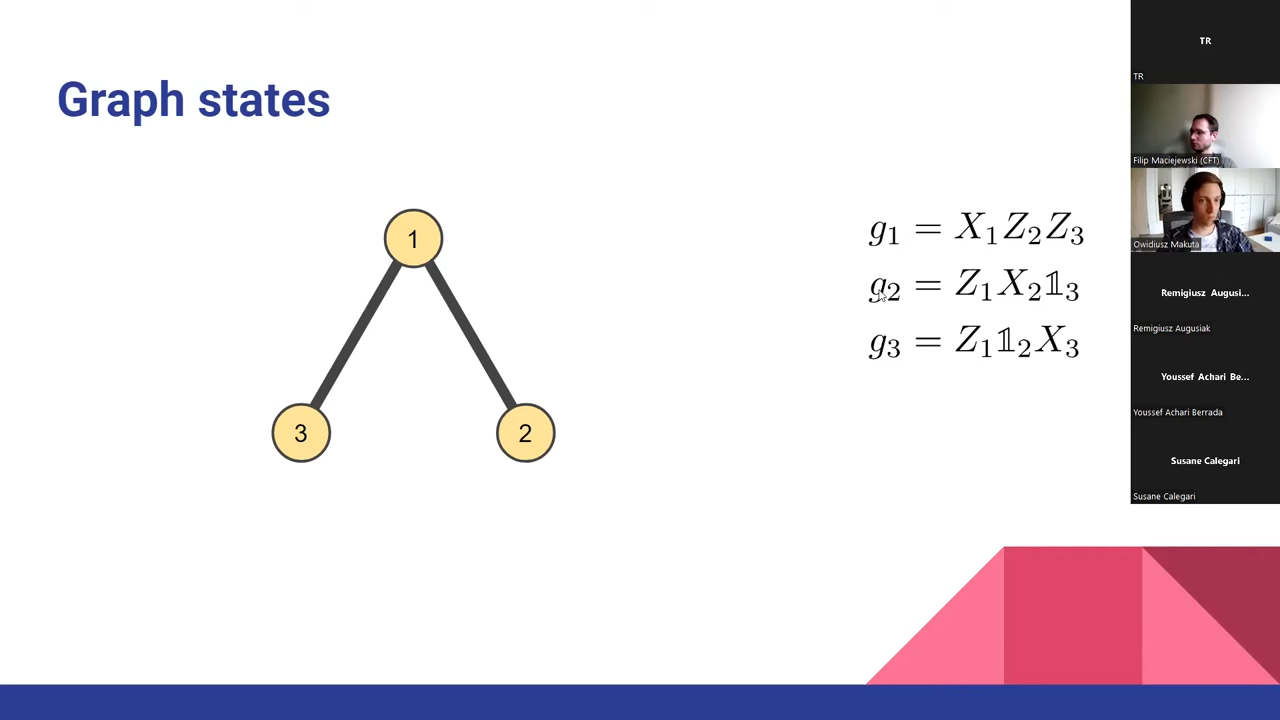 Graph states
1
3
2
g₁ = X₁Z₂Z₃
g₂ = Z₁X₂𝟙₃
g₃ = Z₁𝟙₂X₃
TR
TR
Filip Maciejewski (CFT)
Owidiusz Makuta
Remigiusz Augusi...
Remigiusz Augusiak
Youssef Achari Be...
Youssef Achari Berrada
Susane Calegari
Susane Calegari